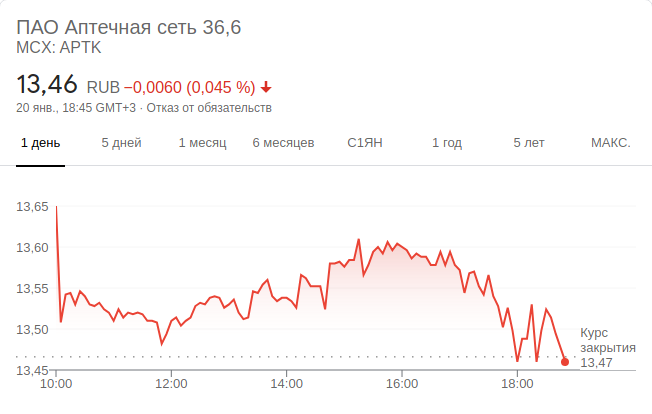 ПАО Аптечная сеть 36,6
MCX: APTK
13,46 RUB −0,0060 (0,045 %)
20 янв., 18:45 GMT+3 · Отказ от обязательств
1 день 5 дней 1 месяц 6 месяцев С1ЯН 1 год 5 лет МАКС.
13,65
13,60
13,55
13,50
13,45
Курс
закрытия
13,47
10:00 12:00 14:00 16:00 18:00